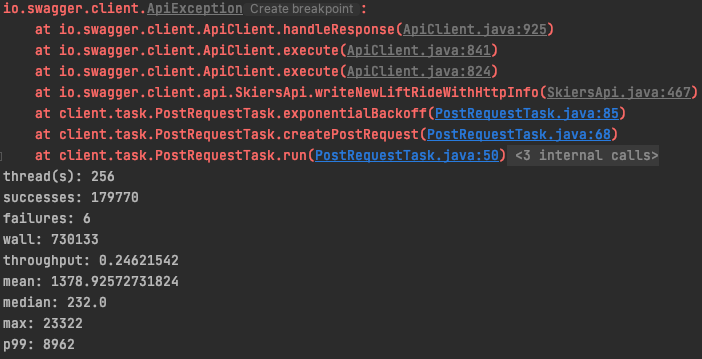 io.swagger.client.ApiException Create breakpoint :
at io.swagger.client.ApiClient.handleResponse(ApiClient.java:925)
at io.swagger.client.ApiClient.execute(ApiClient.java:841)
at io.swagger.client.ApiClient.execute(ApiClient.java:824)
at io.swagger.client.api.SkiersApi.writeNewLiftRideWithHttpInfo(SkiersApi.java:467)
at client.task.PostRequestTask.exponentialBackoff(PostRequestTask.java:85)
at client.task.PostRequestTask.createPostRequest(PostRequestTask.java:68)
at client.task.PostRequestTask.run(PostRequestTask.java:50) <3 internal calls>
thread(s): 256
successes: 179770
failures: 6
wall: 730133
throughput: 0.24621542
mean: 1378.92572731824
median: 232.0
max: 23322
p99: 8962